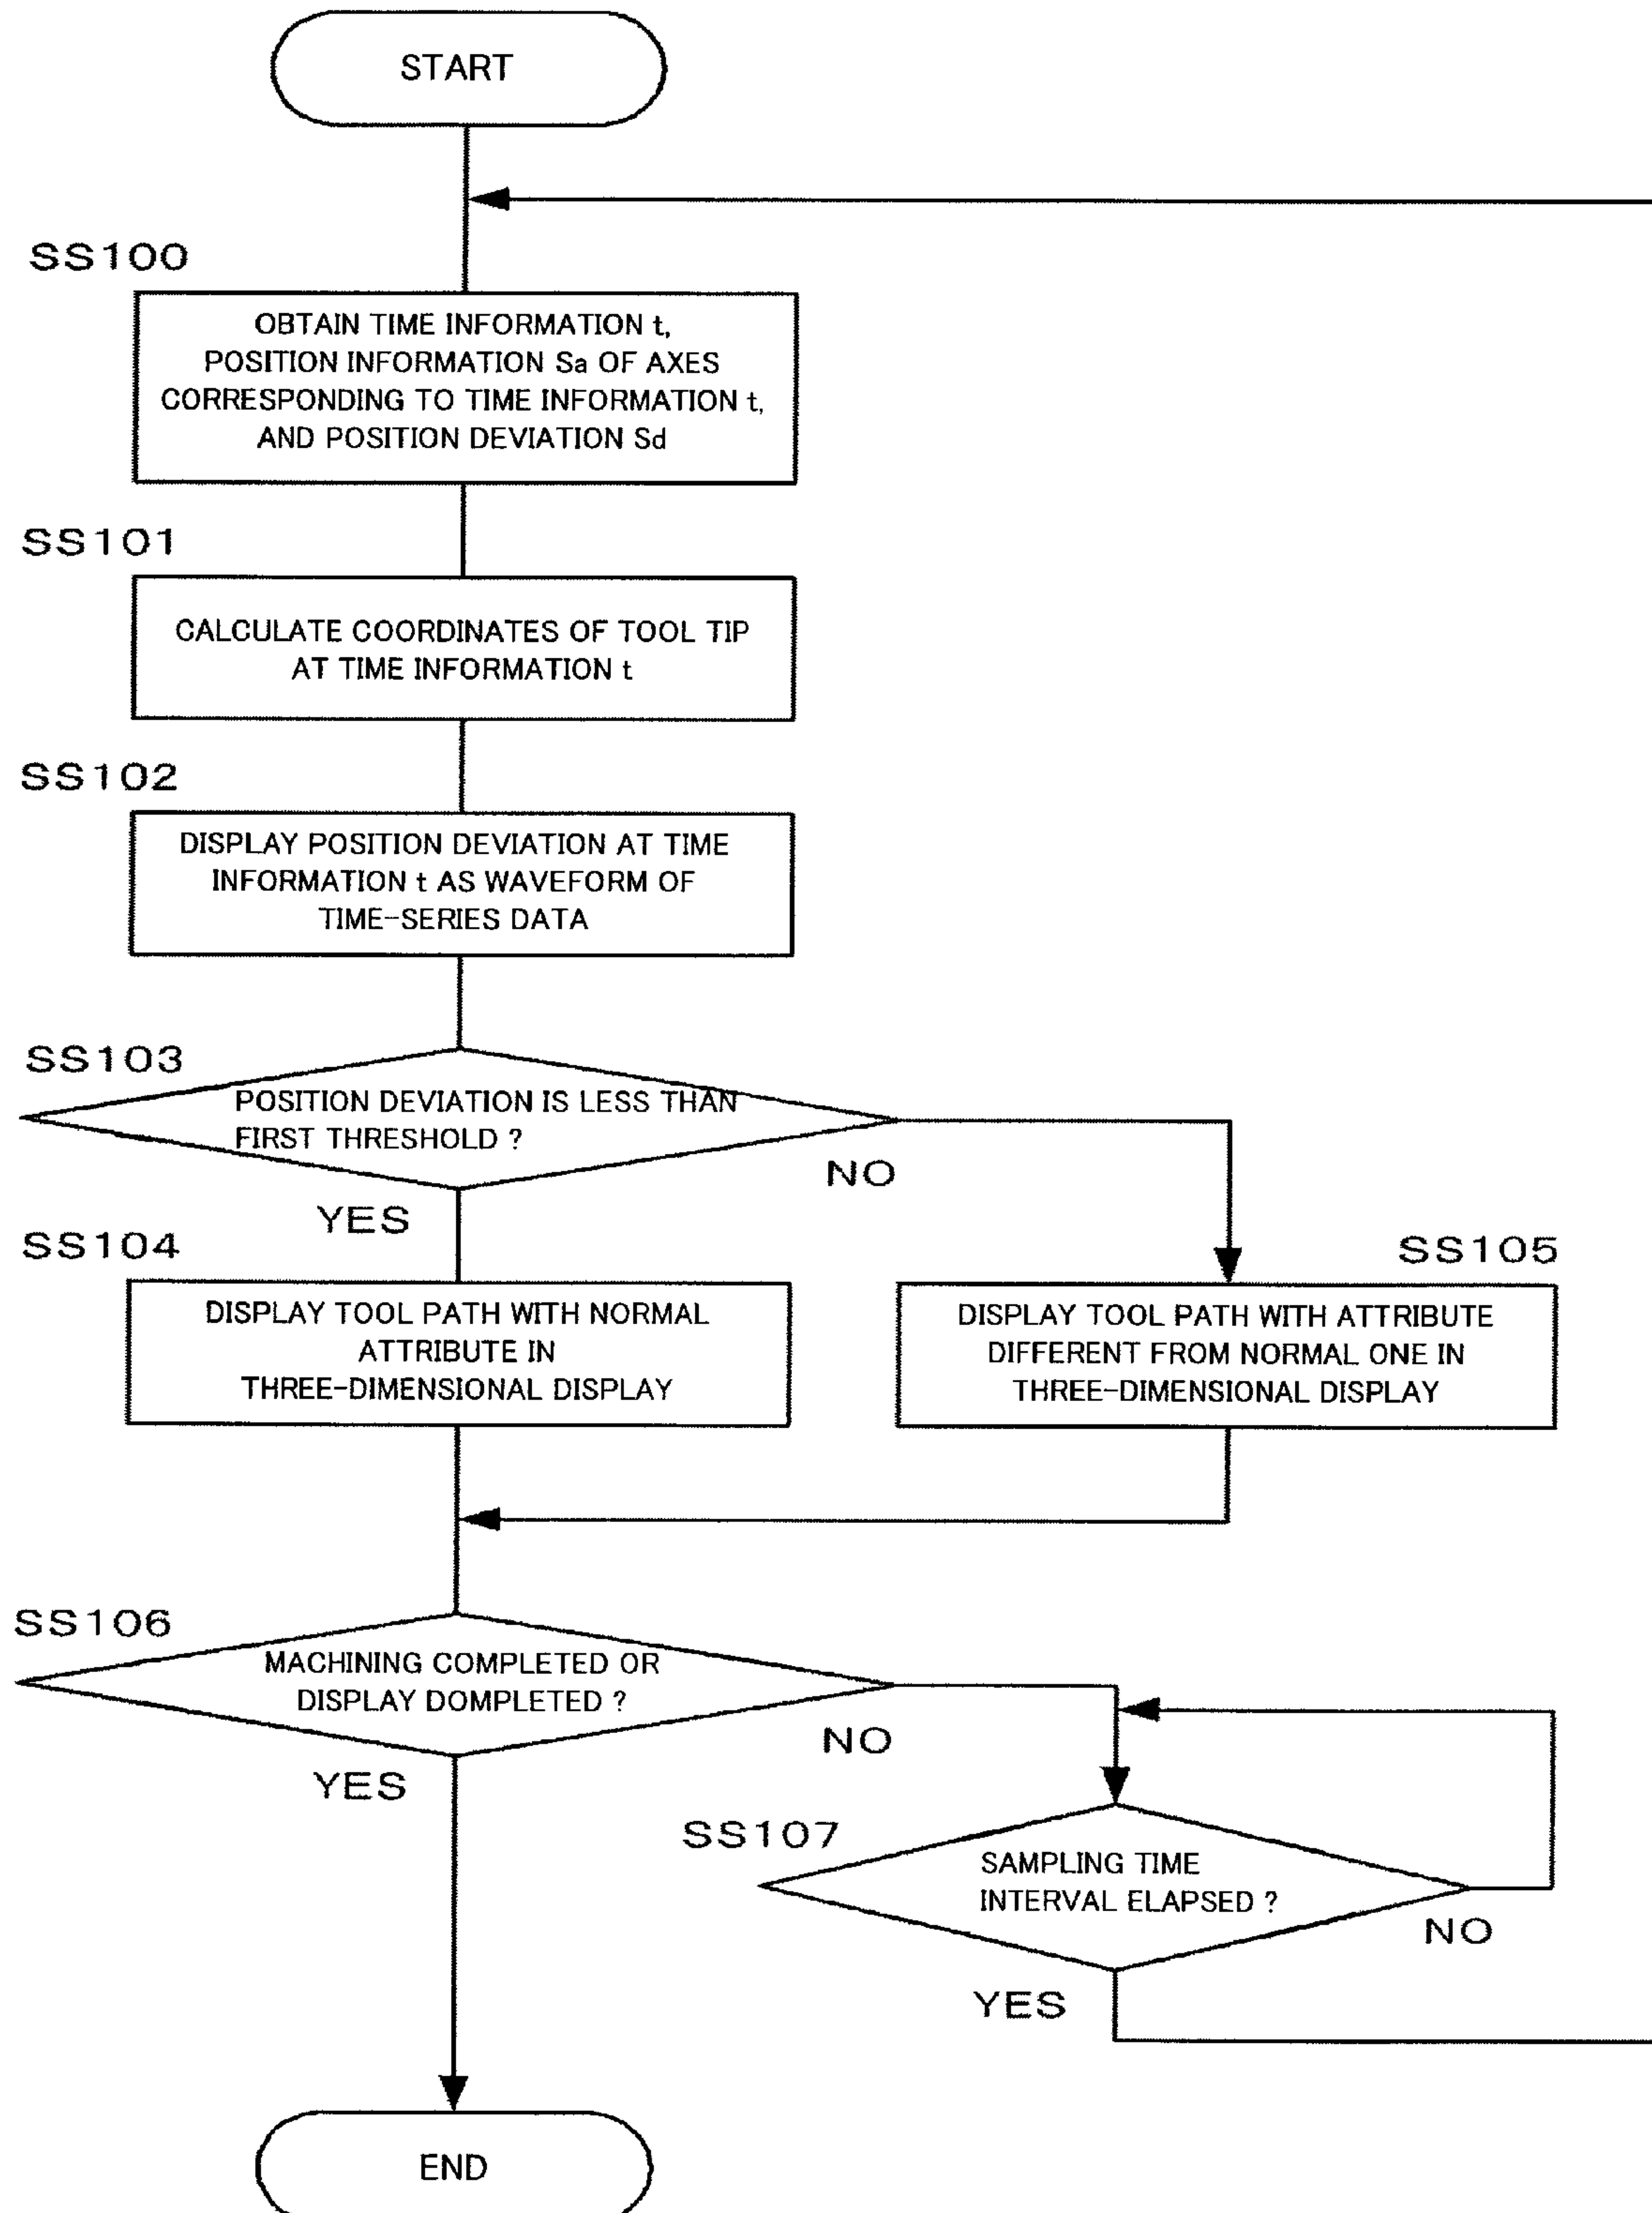 START
SS100
OBTAIN TIME INFORMATION t,
POSITION INFORMATION Sa OF AXES
CORRESPONDING TO TIME INFORMATION t,
AND POSITION DEVIATION Sd
SS101
CALCULATE COORDINATES OF TOOL TIP
AT TIME INFORMATION t
SS102
DISPLAY POSITION DEVIATION AT TIME
INFORMATION t AS WAVEFORM OF
TIME-SERIES DATA
SS103
POSITION DEVIATION IS LESS THAN
FIRST THRESHOLD ?
NO
YES
SS104
DISPLAY TOOL PATH WITH NORMAL
ATTRIBUTE IN
THREE-DIMENSIONAL DISPLAY
SS105
DISPLAY TOOL PATH WITH ATTRIBUTE
DIFFERENT FROM NORMAL ONE IN
THREE-DIMENSIONAL DISPLAY
SS106
MACHINING COMPLETED OR
DISPLAY DOMPLETED ?
NO
YES
SS107
SAMPLING TIME
INTERVAL ELAPSED ?
NO
YES
END